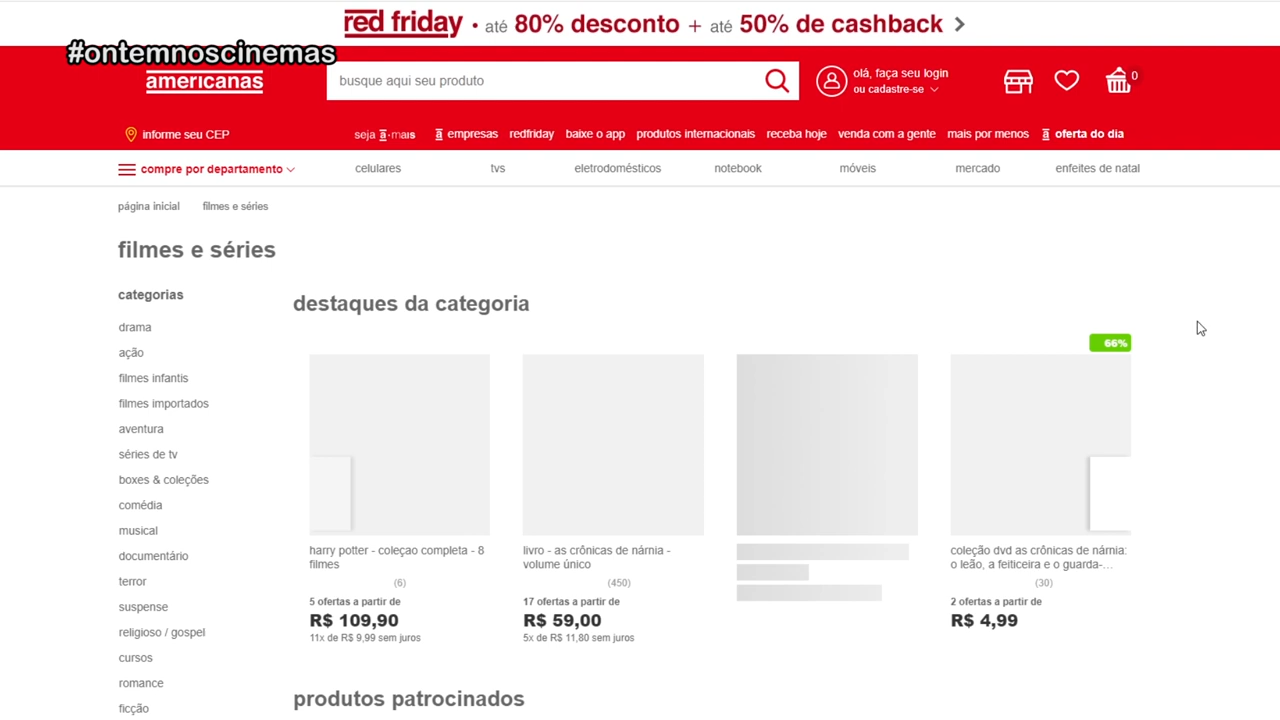 red friday • até 80% desconto + até 50% de cashback
#ontemnoscinemas
americanas
busque aqui seu produto
olá, faça seu login
ou cadastre-se
0
informe seu CEP
seja a•mais
a empresas
redfriday
baixe o app
produtos internacionais
receba hoje
venda com a gente
mais por menos
a oferta do dia
compre por departamento
celulares
tvs
eletrodomésticos
notebook
móveis
mercado
enfeites de natal
página inicial
filmes e séries
filmes e séries
categorias
drama
ação
filmes infantis
filmes importados
aventura
séries de tv
boxes & coleções
comédia
musical
documentário
terror
suspense
religioso / gospel
cursos
romance
ficção
destaques da categoria
harry potter - coleçao completa - 8
filmes
(6)
5 ofertas a partir de
R$ 109,90
11x de R$ 9,99 sem juros
livro - as crônicas de nárnia -
volume único
(450)
17 ofertas a partir de
R$ 59,00
5x de R$ 11,80 sem juros
66%
coleção dvd as crônicas de nárnia:
o leão, a feiticeira e o guarda-...
(30)
2 ofertas a partir de
R$ 4,99
produtos patrocinados